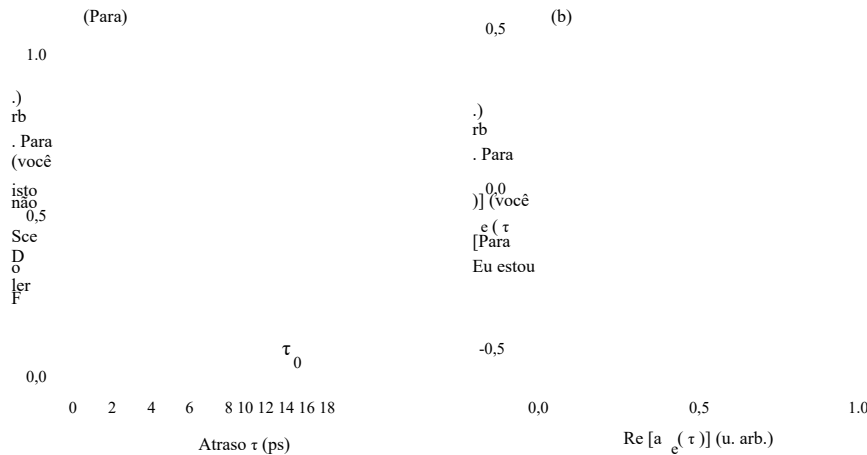 (Para)
1.0
.)
rb
. Para
(você
isto
não
0,5
Sce
D
o
ler
F
τ
0
0,0
0 2 4 6 8 10 12 14 16 18
Atraso τ (ps)
(b)
0,5
.)
rb
. Para
0,0
)] (você
e ( τ
[Para
Eu estou
-0,5
0,0 0,5 1.0
Re [a e ( τ )] (u. arb.)